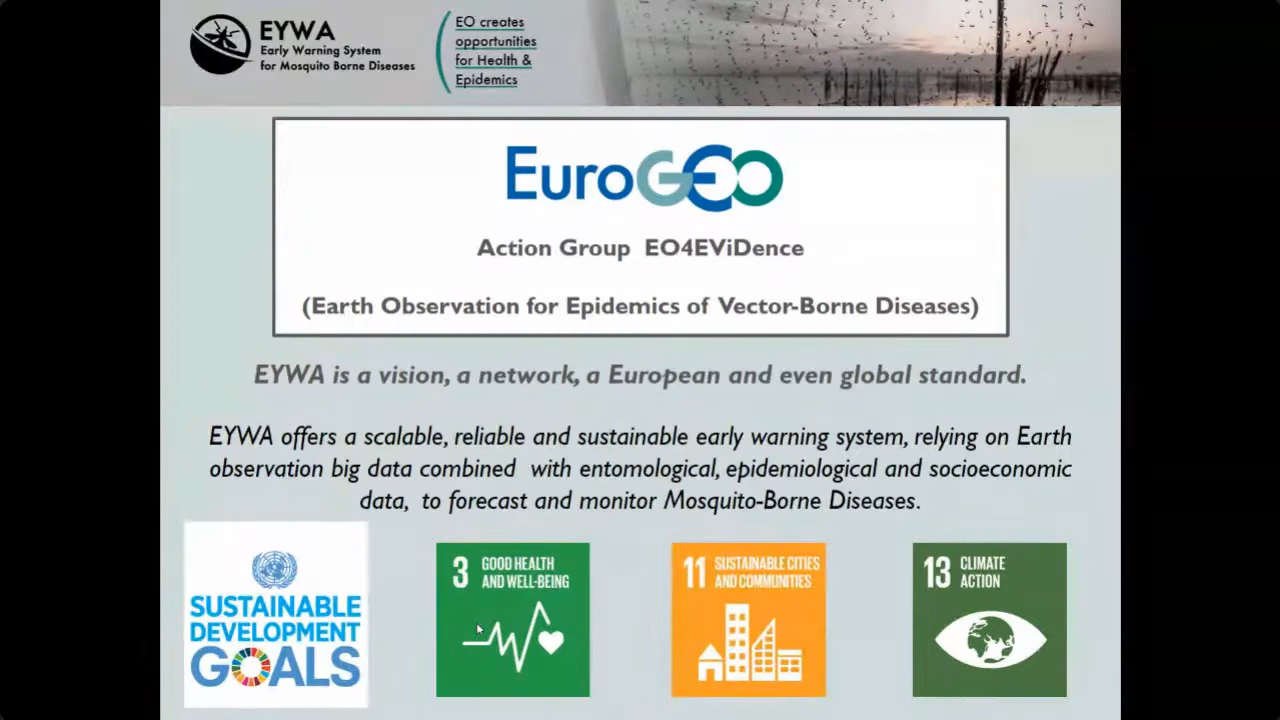 EYWA
Early Warning System
for Mosquito Borne Diseases
EO creates
opportunities
for Health &
Epidemics
EuroGEO
Action Group EO4EViDence
(Earth Observation for Epidemics of Vector-Borne Diseases)
EYWA is a vision, a network, a European and even global standard.
EYWA offers a scalable, reliable and sustainable early warning system, relying on Earth
observation big data combined with entomological, epidemiological and socioeconomic
data, to forecast and monitor Mosquito-Borne Diseases.
SUSTAINABLE
DEVELOPMENT
GOALS
3 GOOD HEALTH
AND WELL-BEING
11 SUSTAINABLE CITIES
AND COMMUNITIES
13 CLIMATE
ACTION